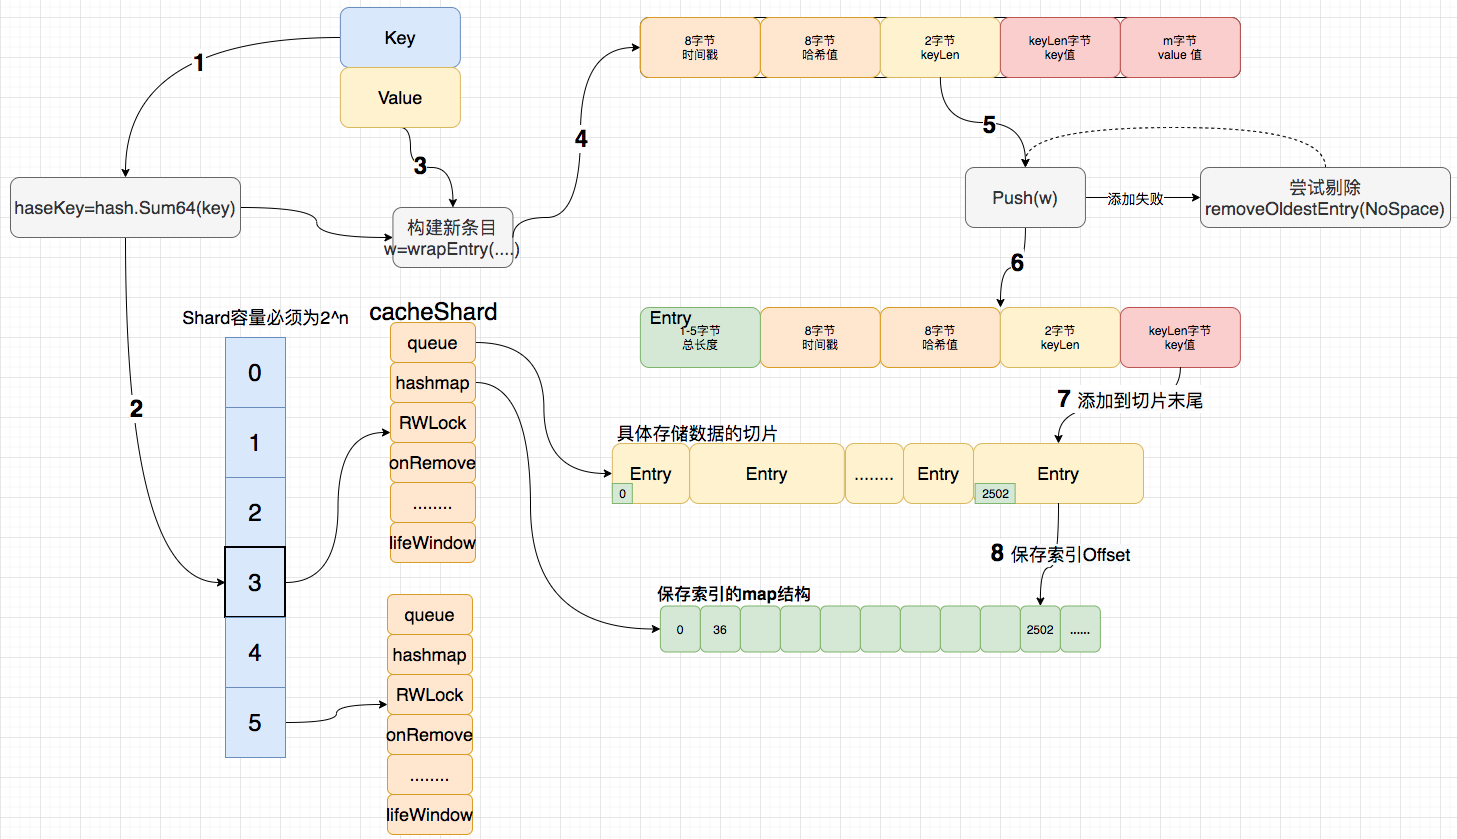 Key
Value
1
haseKey=hash.Sum64(key)
3
构建新条目
w=wrapEntry(....)
4
8字节
时间戳
8字节
哈希值
2字节
keyLen
keyLen字节
key值
m字节
value 值
5
Push(w)
添加失败
尝试剔除
removeOldestEntry(NoSpace)
6
Entry
1-5字节
总长度
8字节
时间戳
8字节
哈希值
2字节
keyLen
keyLen字节
key值
7 添加到切片末尾
2
Shard容量必须为2^n
0
1
2
3
4
5
cacheShard
queue
hashmap
RWLock
onRemove
........
lifeWindow
queue
hashmap
RWLock
onRemove
........
lifeWindow
具体存储数据的切片
Entry
0
Entry
........
Entry
Entry
2502
8 保存索引Offset
保存索引的map结构
0
36
2502
......